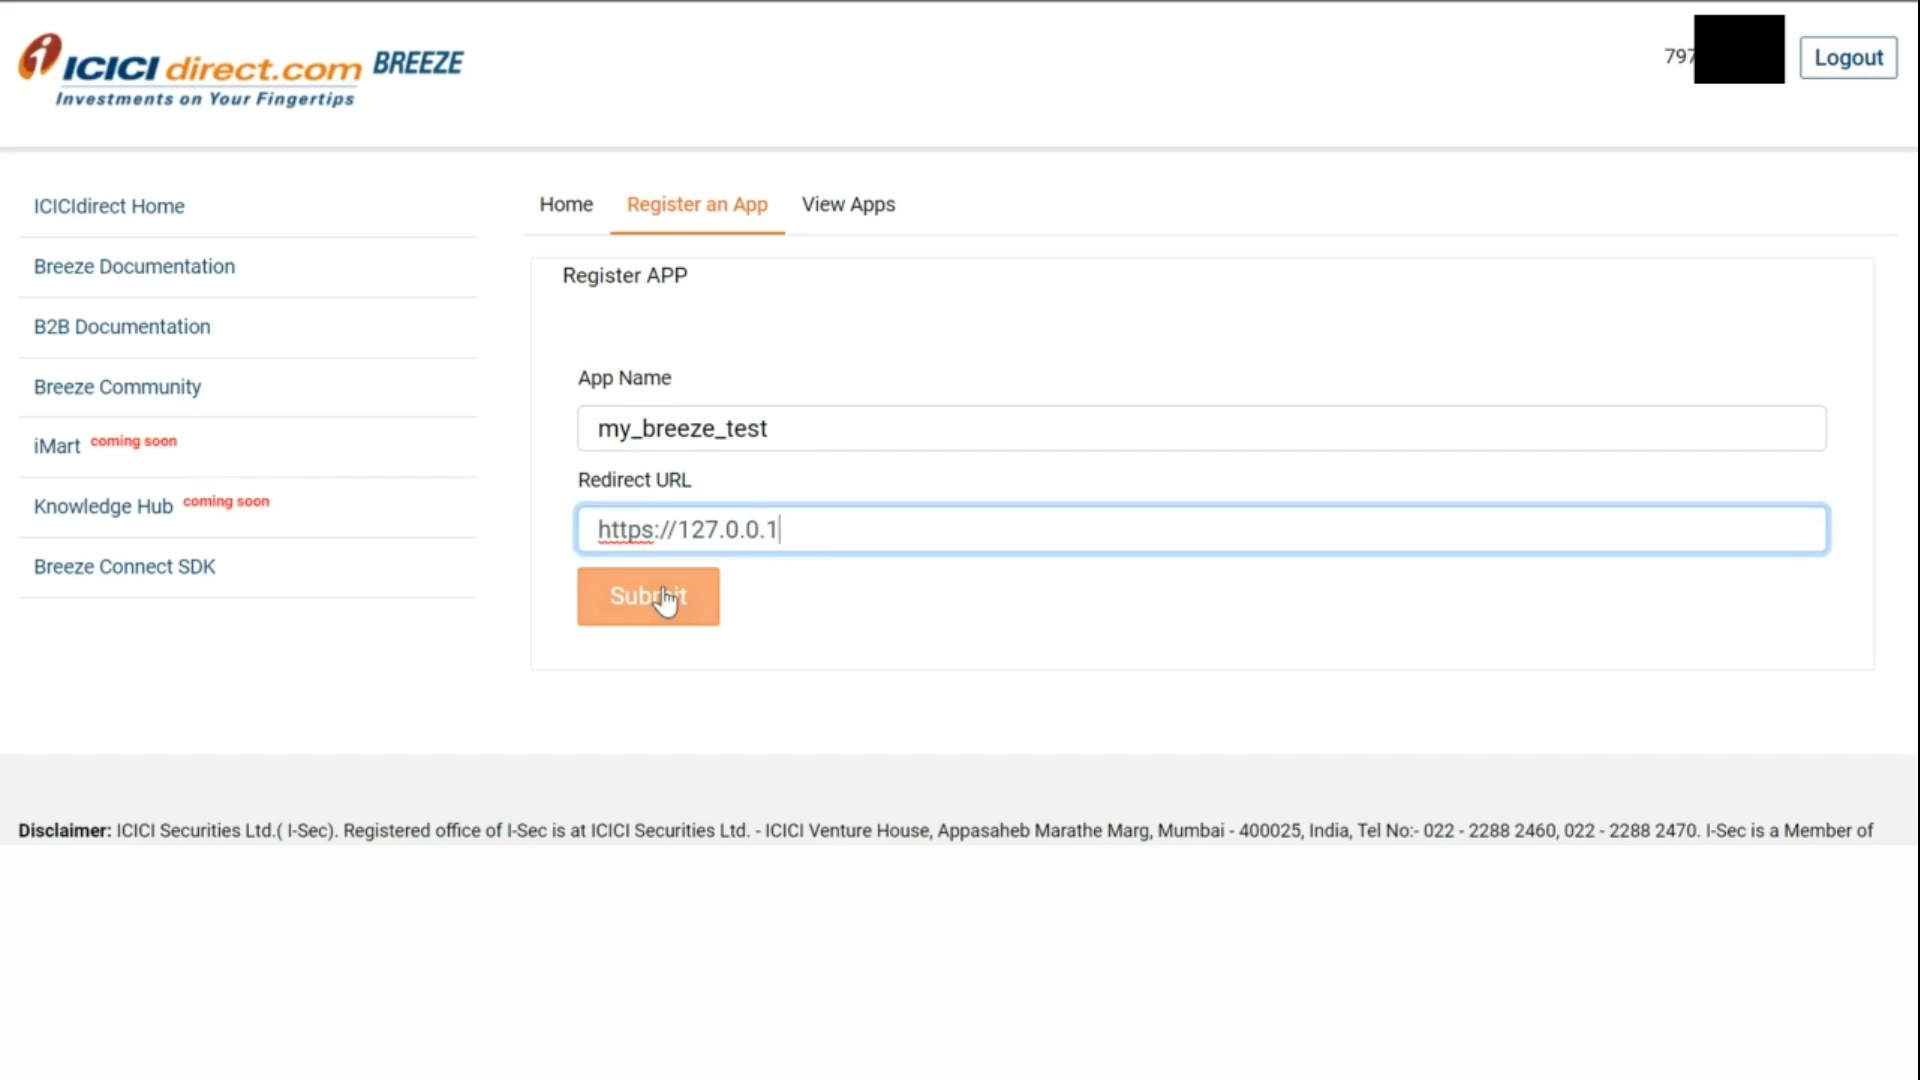 ICICI direct.com BREEZE
Investments on Your Fingertips
797
Logout
ICICIdirect Home
Breeze Documentation
B2B Documentation
Breeze Community
iMart coming soon
Knowledge Hub coming soon
Breeze Connect SDK
Home Register an App View Apps
Register APP
App Name
my_breeze_test
Redirect URL
https://127.0.0.1
Submit
Disclaimer: ICICI Securities Ltd.( I-Sec). Registered office of I-Sec is at ICICI Securities Ltd. - ICICI Venture House, Appasaheb Marathe Marg, Mumbai - 400025, India, Tel No:- 022 - 2288 2460, 022 - 2288 2470. I-Sec is a Member of